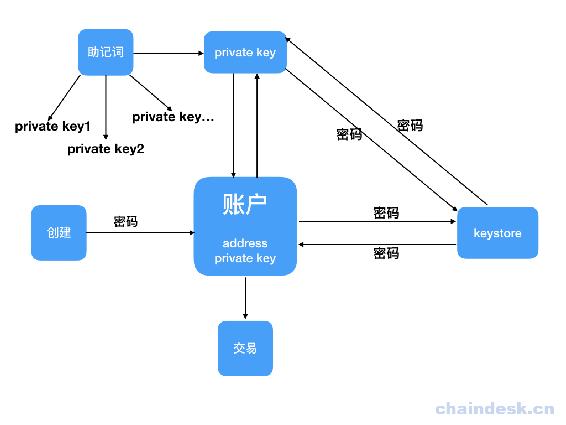 助记词
private key
private key1
private key2
private key...
密码
密码
创建
密码
账户
address
private key
密码
密码
keystore
交易
chaindesk.cn